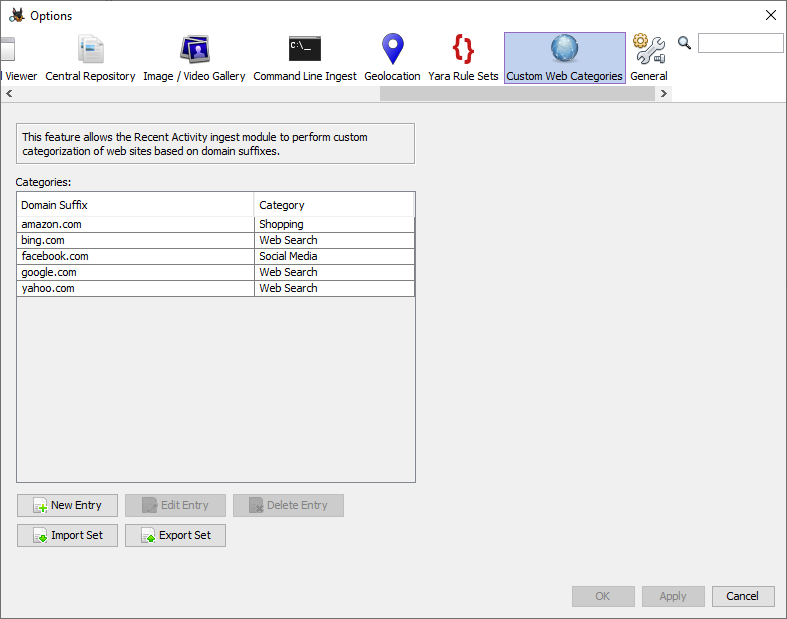 Options
l Viewer Central Repository Image / Video Gallery Command Line Ingest Geolocation Yara Rule Sets Custom Web Categories General
C:\_
This feature allows the Recent Activity ingest module to perform custom
categorization of web sites based on domain suffixes.
Categories:
Domain Suffix Category
amazon.com Shopping
bing.com Web Search
facebook.com Social Media
google.com Web Search
yahoo.com Web Search
New Entry Edit Entry Delete Entry
Import Set Export Set
OK Apply Cancel